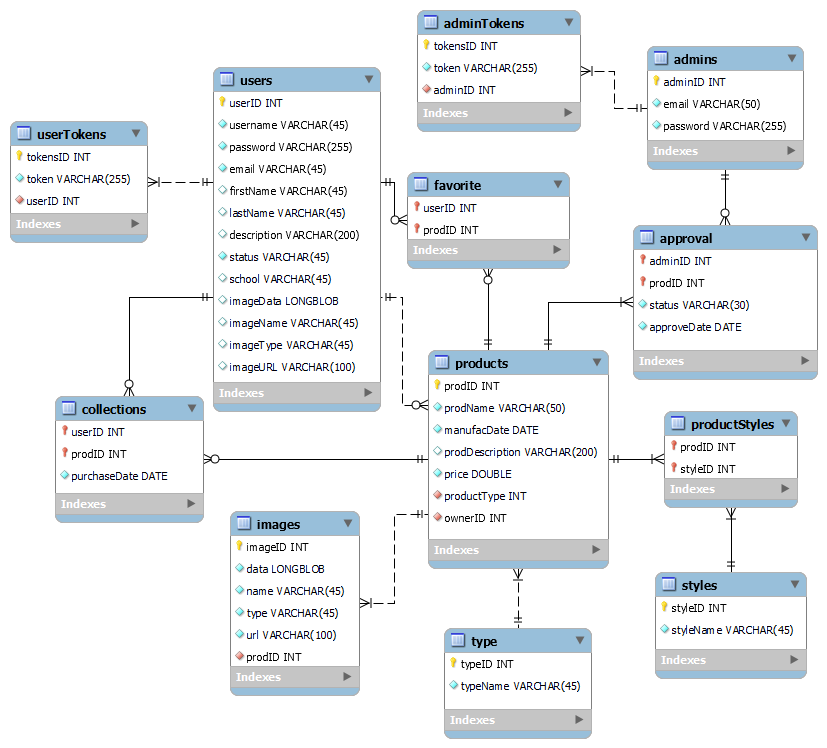 adminTokens
tokensID INT
token VARCHAR(255)
adminID INT
Indexes
admins
adminID INT
email VARCHAR(50)
password VARCHAR(255)
Indexes
users
userID INT
username VARCHAR(45)
password VARCHAR(255)
email VARCHAR(45)
firstName VARCHAR(45)
lastName VARCHAR(45)
description VARCHAR(200)
status VARCHAR(45)
school VARCHAR(45)
imageData LONGBLOB
imageName VARCHAR(45)
imageType VARCHAR(45)
imageURL VARCHAR(100)
Indexes
userTokens
tokensID INT
token VARCHAR(255)
userID INT
Indexes
favorite
userID INT
prodID INT
Indexes
approval
adminID INT
prodID INT
status VARCHAR(30)
approveDate DATE
Indexes
products
prodID INT
prodName VARCHAR(50)
manufacDate DATE
prodDescription VARCHAR(200)
price DOUBLE
productType INT
ownerID INT
Indexes
collections
userID INT
prodID INT
purchaseDate DATE
Indexes
productStyles
prodID INT
styleID INT
Indexes
images
imageID INT
data LONGBLOB
name VARCHAR(45)
type VARCHAR(45)
url VARCHAR(100)
prodID INT
Indexes
styles
styleID INT
styleName VARCHAR(45)
Indexes
type
typeID INT
typeName VARCHAR(45)
Indexes